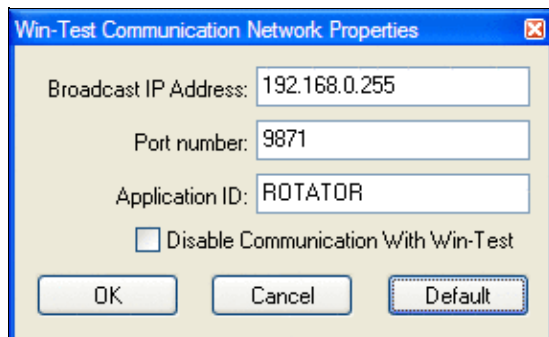 Win-Test Communication Network Properties
Broadcast IP Address: 192.168.0.255
Port number: 9871
Application ID: ROTATOR
Disable Communication With Win-Test
OK Cancel Default